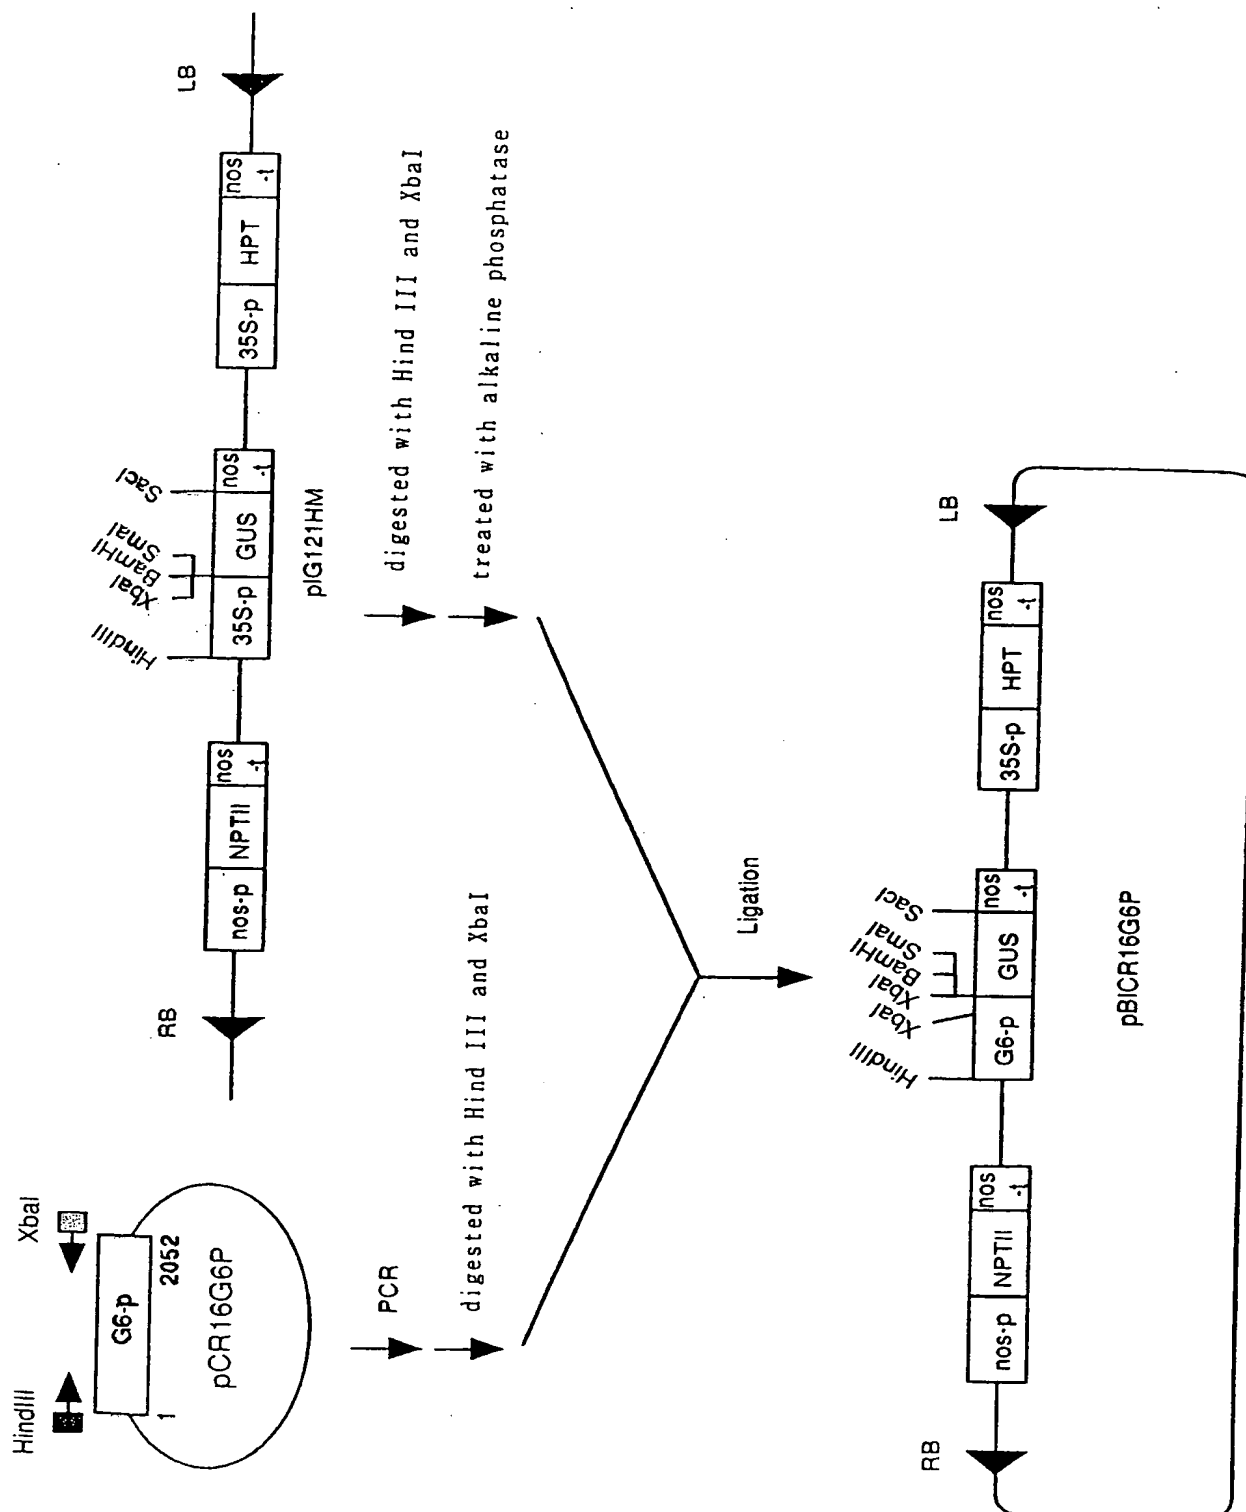 HindIII
XbaI
G6-p
1
2052
pCR16G6P
PCR
digested with Hind III and XbaI
RB
LB
HindIII
XbaI
BamHI
SmaI
SacI
nos-p
NPTII
nos
-t
35S-p
GUS
nos
-t
35S-p
HPT
nos
-t
pIG121HM
digested with Hind III and XbaI
treated with alkaline phosphatase
Ligation
RB
LB
HindIII
XbaI
XbaI
BamHI
SmaI
SacI
nos-p
NPTII
nos
-t
G6-p
GUS
nos
-t
35S-p
HPT
nos
-t
pBICR16G6P